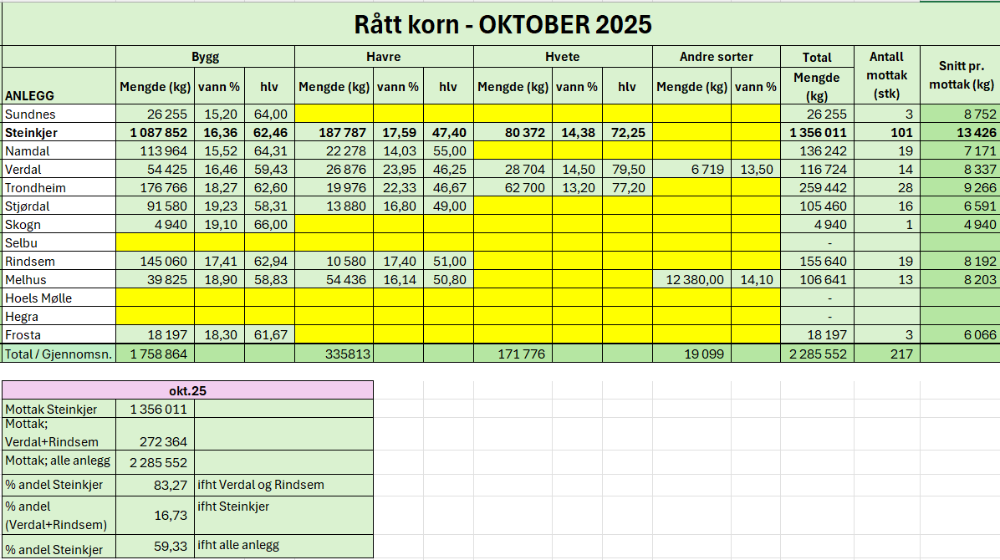 Rått korn - OKTOBER 2025
Bygg Havre Hvete Andre sorter Total Antall mottak (stk) Snitt pr. mottak (kg)
ANLEGG Mengde (kg) vann % hlv Mengde (kg) vann % hlv Mengde (kg) vann % hlv Mengde (kg) vann % Mengde (kg)
Sundnes 26 255 15,20 64,00 26 255 3 8 752
Steinkjer 1 087 852 16,36 62,46 187 787 17,59 47,40 80 372 14,38 72,25 1 356 011 101 13 426
Namdal 113 964 15,52 64,31 22 278 14,03 55,00 136 242 19 7 171
Verdal 54 425 16,46 59,43 26 876 23,95 46,25 28 704 14,50 79,50 6 719 13,50 116 724 14 8 337
Trondheim 176 766 18,27 62,60 19 976 22,33 46,67 62 700 13,20 77,20 259 442 28 9 266
Stjørdal 91 580 19,23 58,31 13 880 16,80 49,00 105 460 16 6 591
Skogn 4 940 19,10 66,00 4 940 1 4 940
Selbu -
Rindsem 145 060 17,41 62,94 10 580 17,40 51,00 155 640 19 8 192
Melhus 39 825 18,90 58,83 54 436 16,14 50,80 12 380,00 14,10 106 641 13 8 203
Hoels Mølle -
Hegra -
Frosta 18 197 18,30 61,67 18 197 3 6 066
Total / Gjennomsn. 1 758 864 335813 171 776 19 099 2 285 552 217
okt.25
Mottak Steinkjer 1 356 011
Mottak;
Verdal+Rindsem 272 364
Mottak; alle anlegg 2 285 552
% andel Steinkjer 83,27 ifht Verdal og Rindsem
% andel
(Verdal+Rindsem) 16,73 ifht Steinkjer
% andel Steinkjer 59,33 ifht alle anlegg